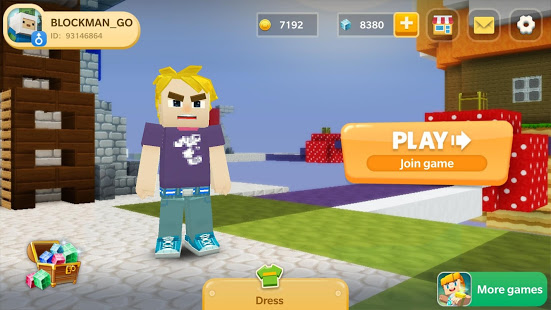 BLOCKMAN_GO
ID: 93146864
7192
8380
PLAY
Join game
Dress
More games